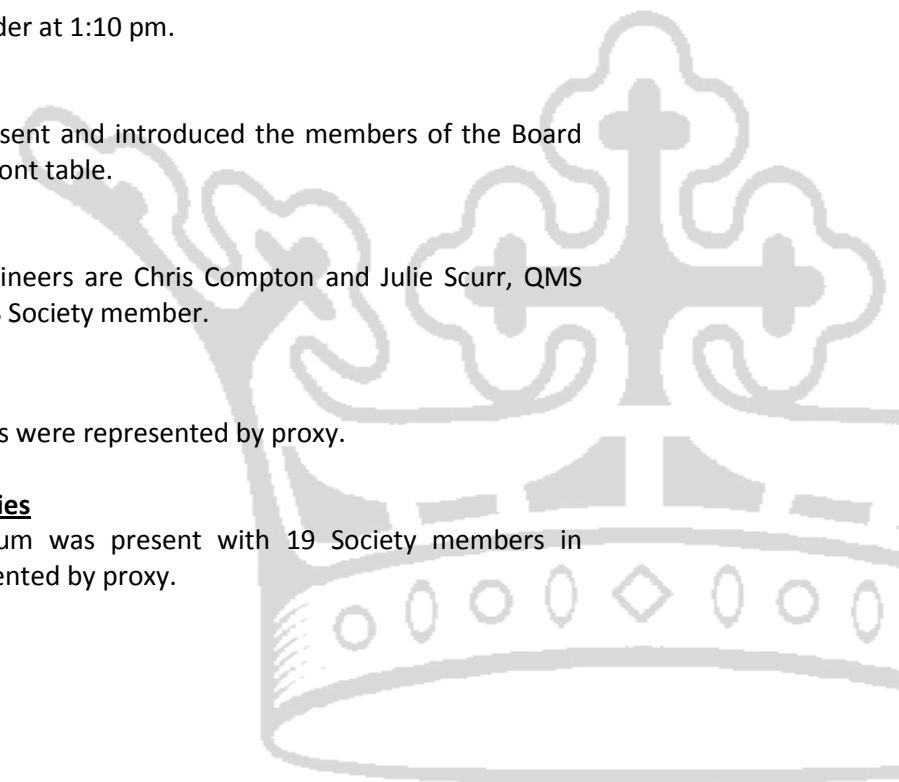 der at 1:10 pm.
sent and introduced the members of the Board
ont table.
ineers are Chris Compton and Julie Scurr, QMS
Society member.
s were represented by proxy.
ies
um was present with 19 Society members in
ented by proxy.